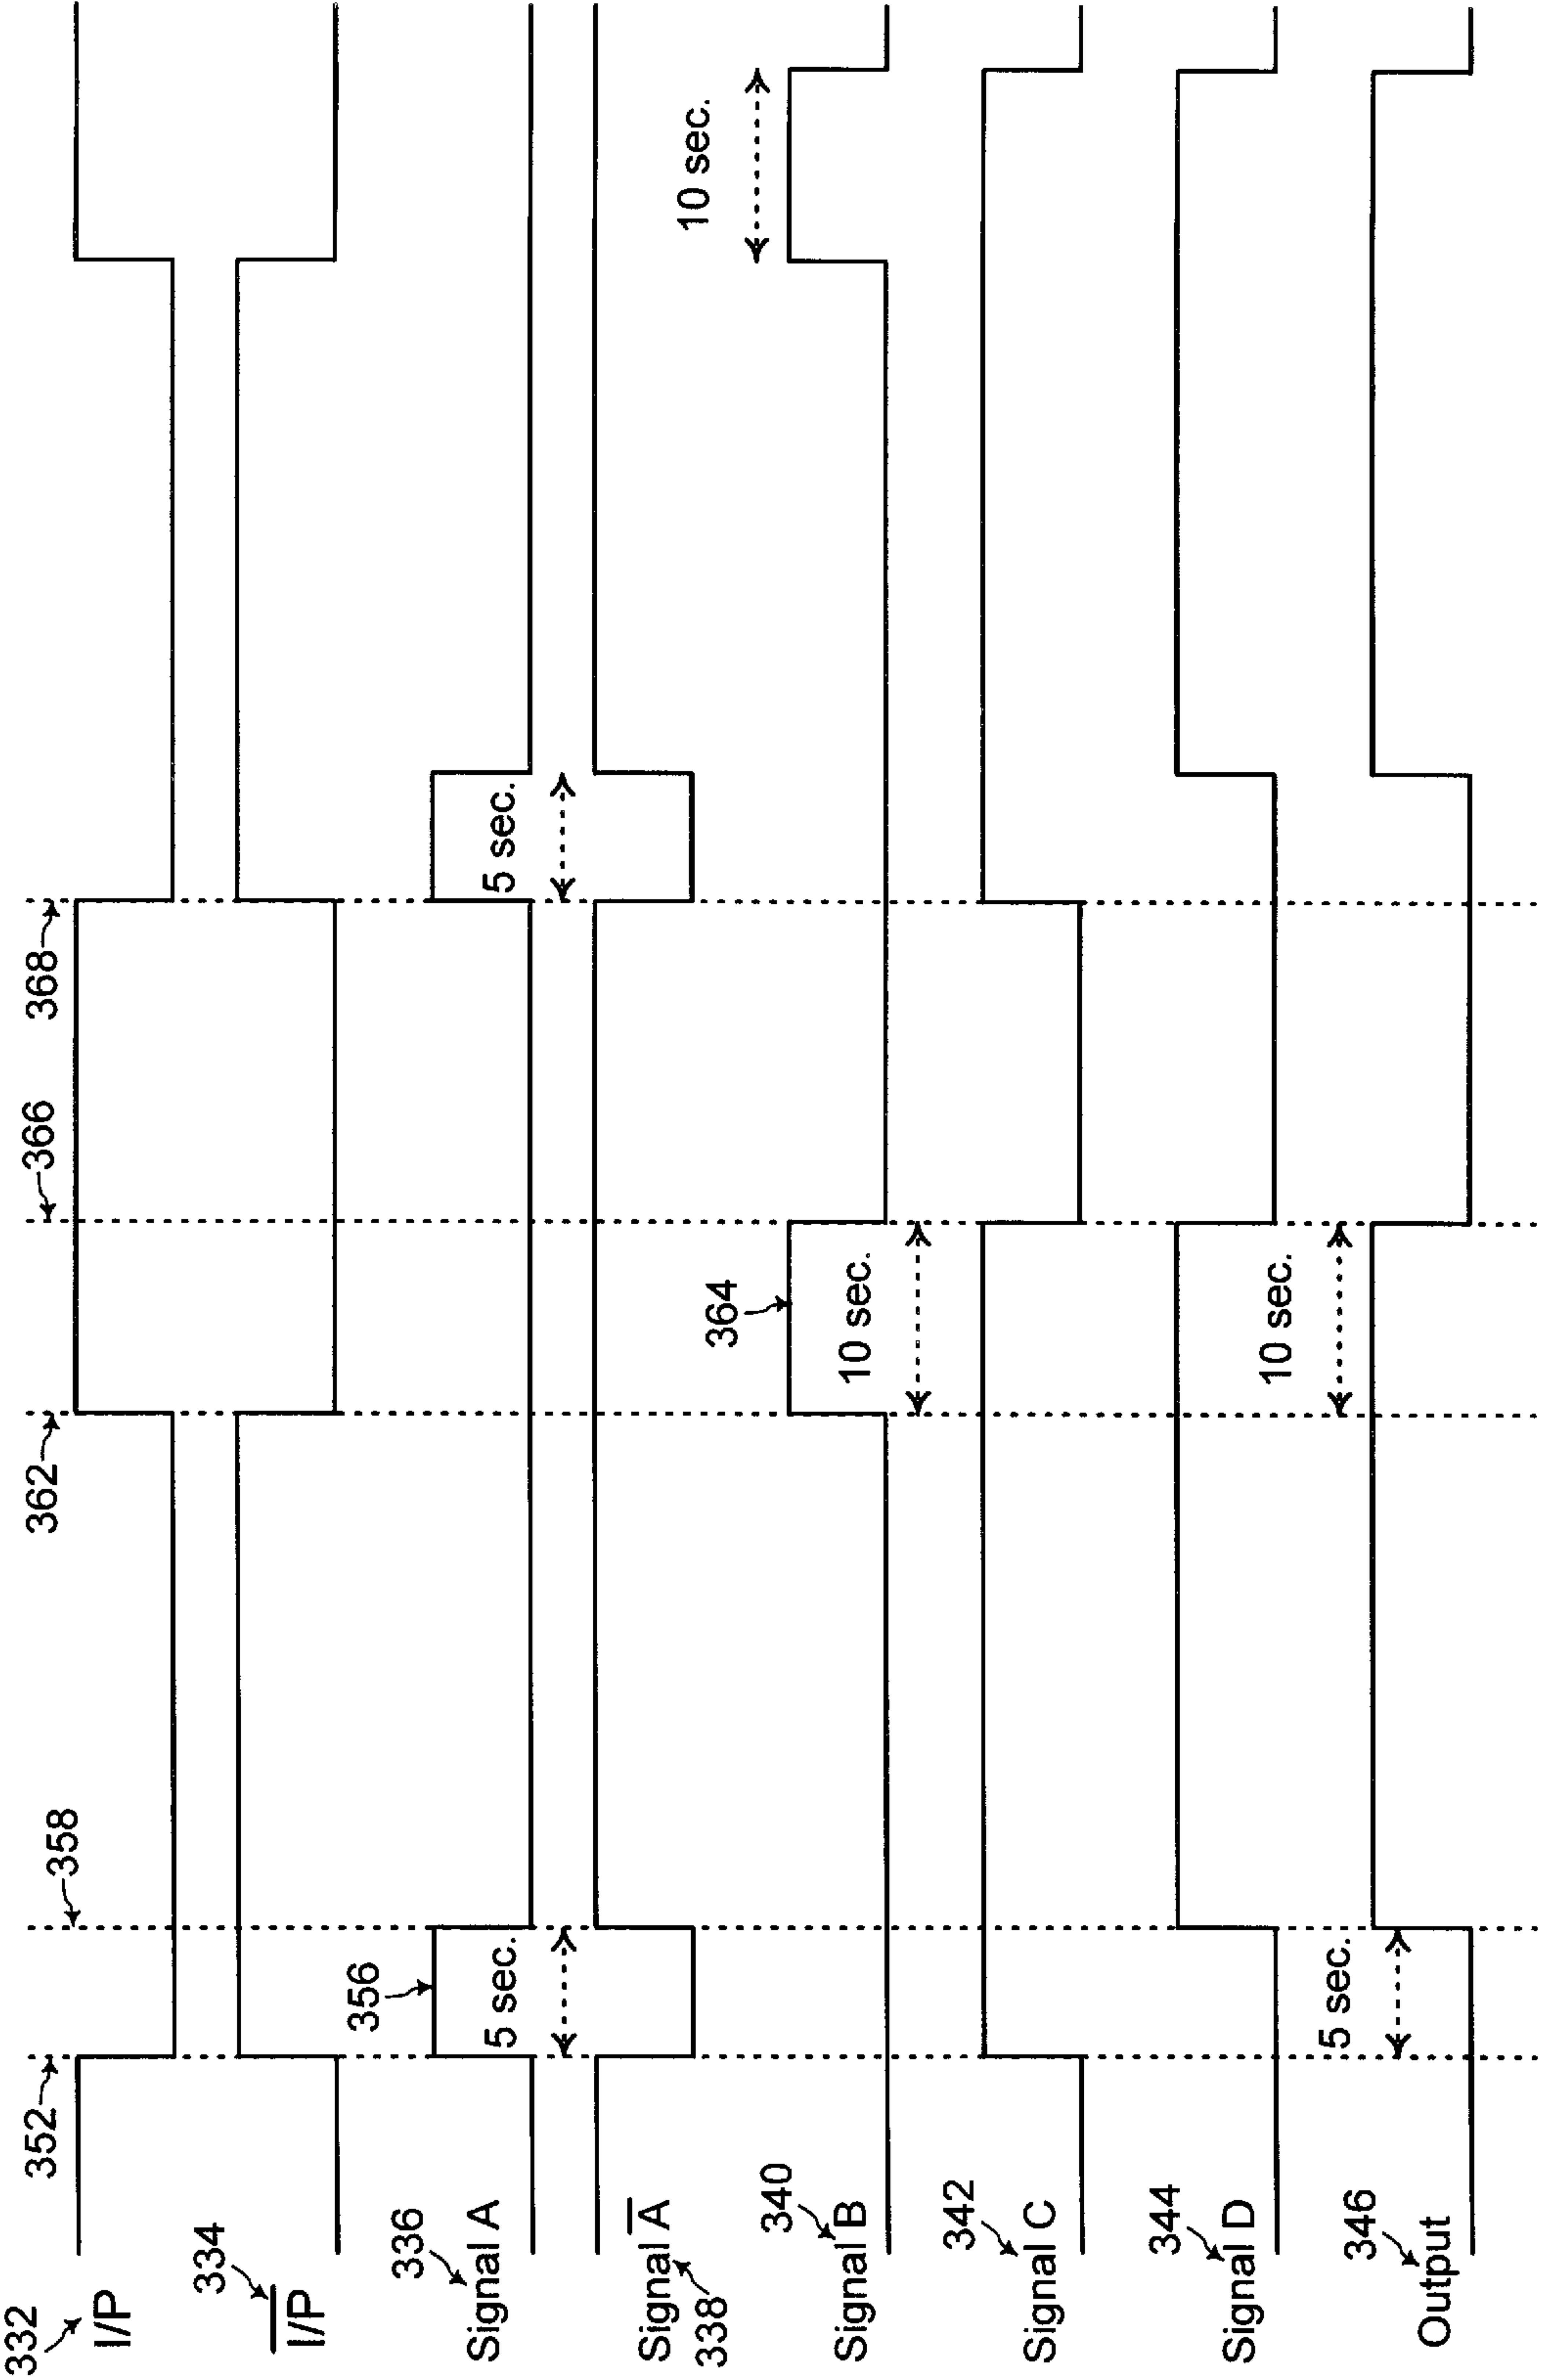 352
358
362
366
368
332
I/P
334
I̅/̅P̅
336
Signal A
356
5 sec.
5 sec.
Signal A̅
338
340
Signal B
364
10 sec.
10 sec.
342
Signal C
344
Signal D
346
Output
5 sec.
10 sec.